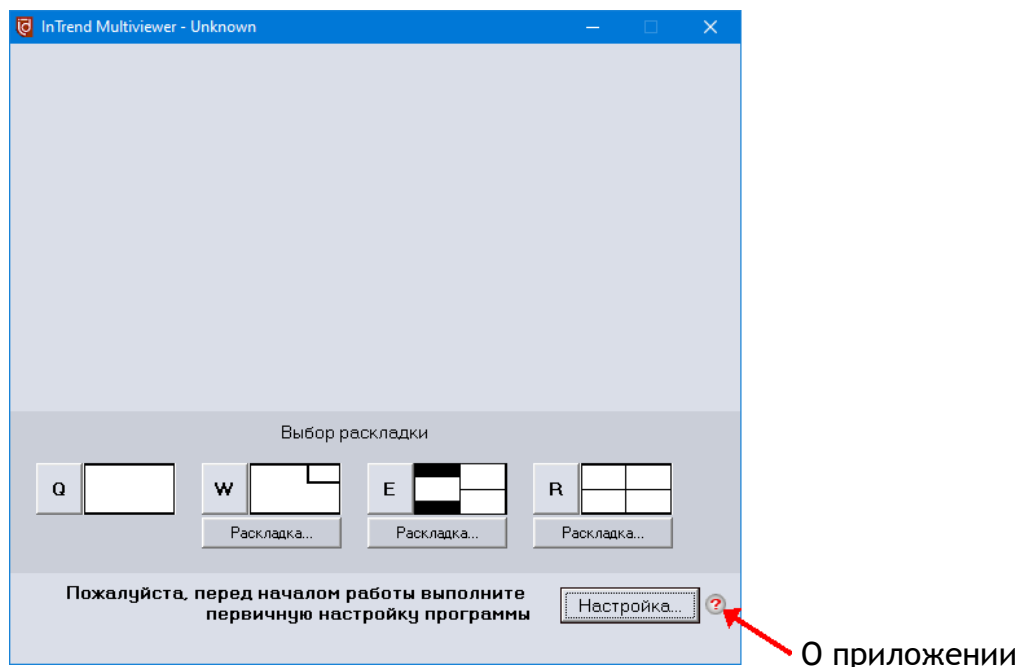 InTrend Multiviewer - Unknown
Выбор раскладки
Q W E R
Раскладка... Раскладка... Раскладка...
Пожалуйста, перед началом работы выполните
первичную настройку программы
Настройка... ?
О приложении